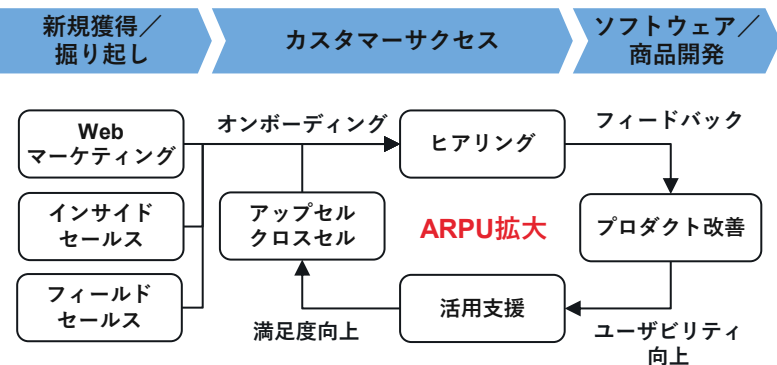 新規獲得／
掘り起し
カスタマーサクセス
ソフトウェア／
商品開発
Web
マーケティング
オンボーディング
ヒアリング
フィードバック
インサイド
セールス
アップセル
クロスセル
ARPU拡大
プロダクト改善
フィールド
セールス
満足度向上
活用支援
ユーザビリティ
向上